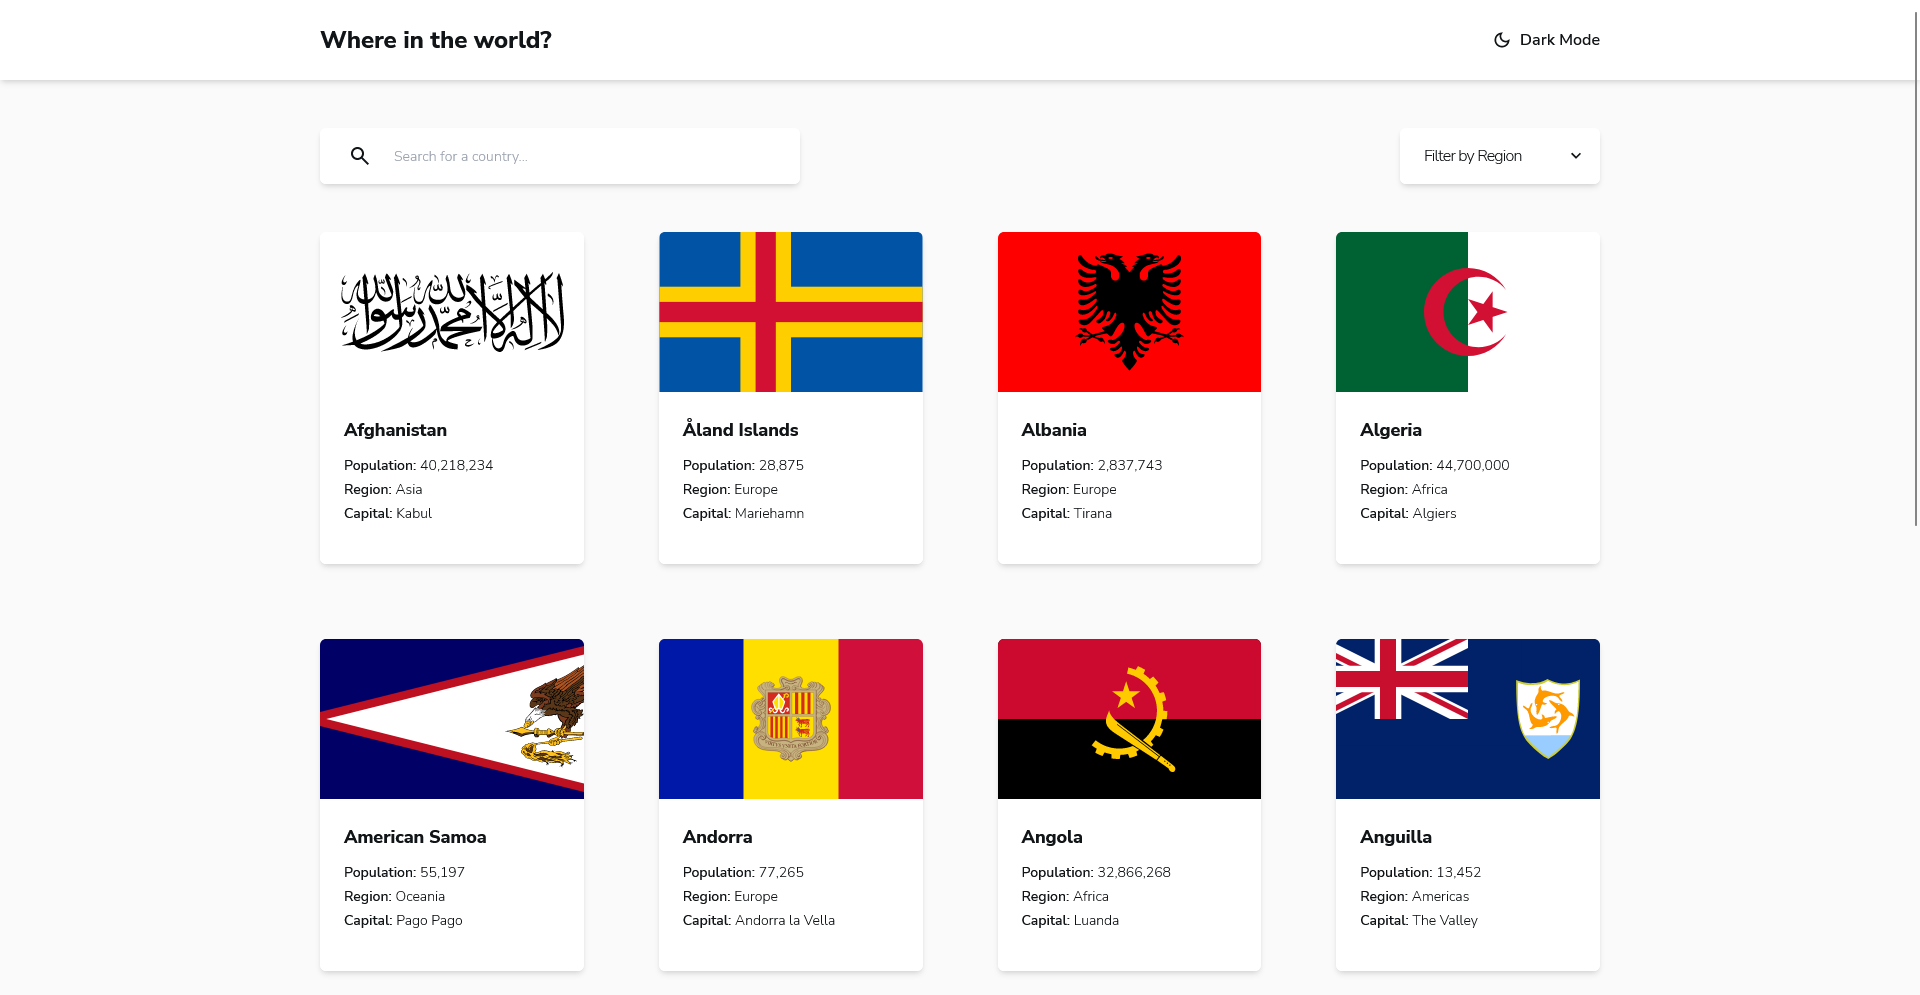 Where in the world?
Dark Mode
Search for a country...
Filter by Region
لا إله إلا الله محمد رسول الله
Afghanistan
Population: 40,218,234
Region: Asia
Capital: Kabul
Åland Islands
Population: 28,875
Region: Europe
Capital: Mariehamn
Albania
Population: 2,837,743
Region: Europe
Capital: Tirana
Algeria
Population: 44,700,000
Region: Africa
Capital: Algiers
American Samoa
Population: 55,197
Region: Oceania
Capital: Pago Pago
Andorra
Population: 77,265
Region: Europe
Capital: Andorra la Vella
Angola
Population: 32,866,268
Region: Africa
Capital: Luanda
Anguilla
Population: 13,452
Region: Americas
Capital: The Valley